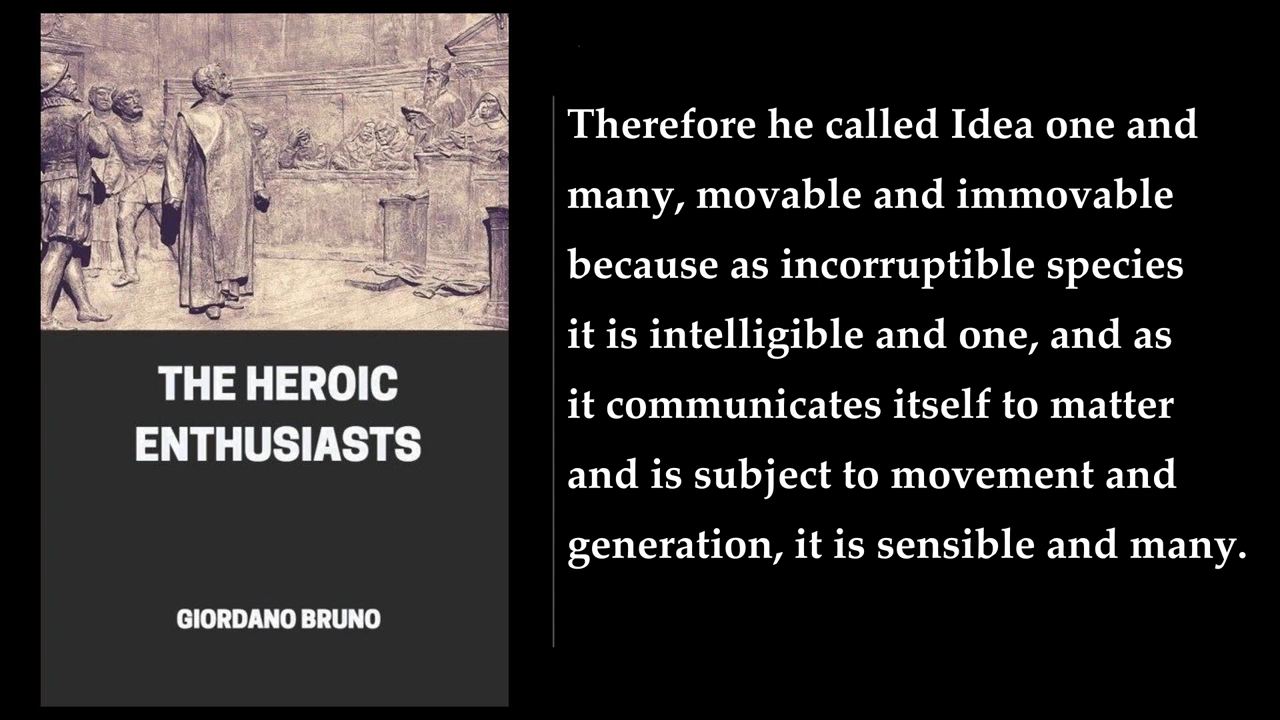 THE HEROIC
ENTHUSIASTS
GIORDANO BRUNO
Therefore he called Idea one and
many, movable and immovable
because as incorruptible species
it is intelligible and one, and as
it communicates itself to matter
and is subject to movement and
generation, it is sensible and many.